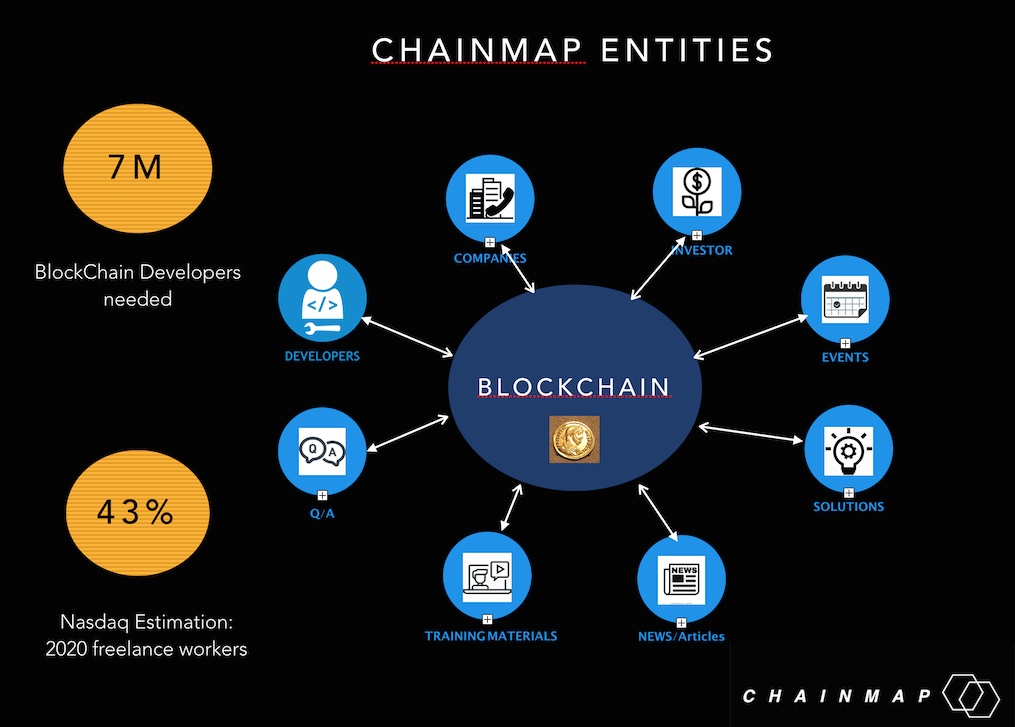 CHAINMAP ENTITIES
7M
BlockChain Developers
needed
43%
Nasdaq Estimation:
2020 freelance workers
COMPANIES
INVESTOR
DEVELOPERS
</>
EVENTS
BLOCKCHAIN
Q A
Q/A
SOLUTIONS
TRAINING MATERIALS
NEWS
NEWS/Articles
$
CHAINMAP